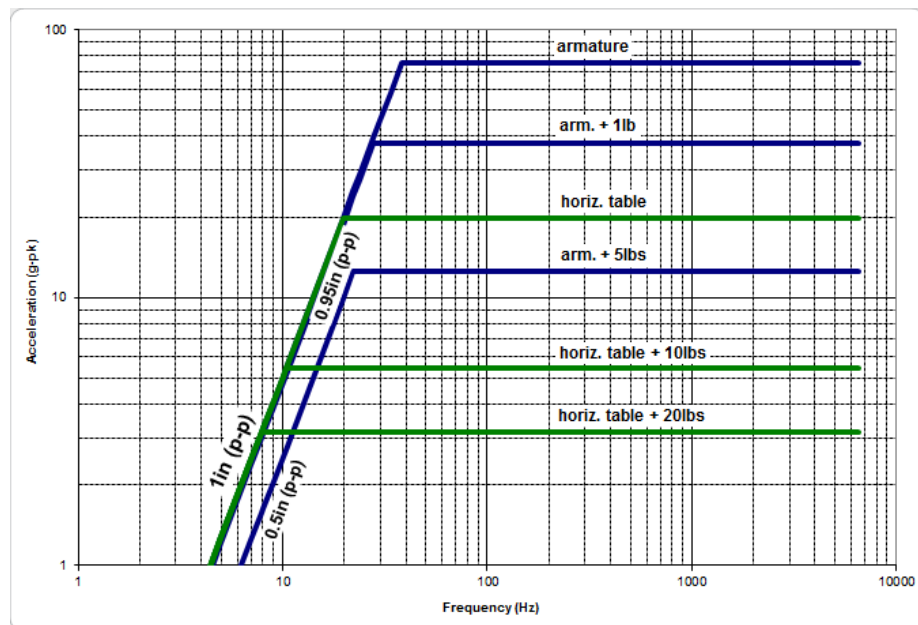 100
armature
arm. + 1lb
horiz. table
arm. + 5lbs
0.95in (p-p)
10
horiz. table + 10lbs
horiz. table + 20lbs
1in (p-p)
0.5in (p-p)
1
1
10
100
1000
10000
Acceleration (g-pk)
Frequency (Hz)